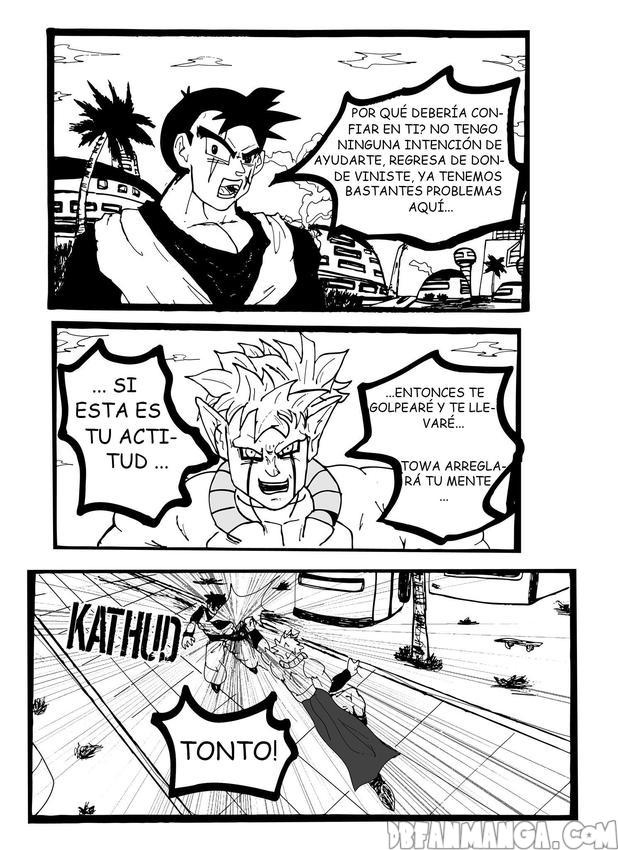 POR QUÉ DEBERÍA CON-
FIAR EN TI? NO TENGO
NINGUNA INTENCIÓN DE
AYUDARTE, REGRESA DE DON-
DE VINISTE, YA TENEMOS
BASTANTES PROBLEMAS
AQUÍ...
... SI
ESTA ES
TU ACTI-
TUD ...
...ENTONCES TE
GOLPEARÉ Y TE LLE-
VARÉ...
TOWA ARREGLA-
RÁ TU MENTE
...
KATHUD
TONTO!
DBFANMANGA.COM